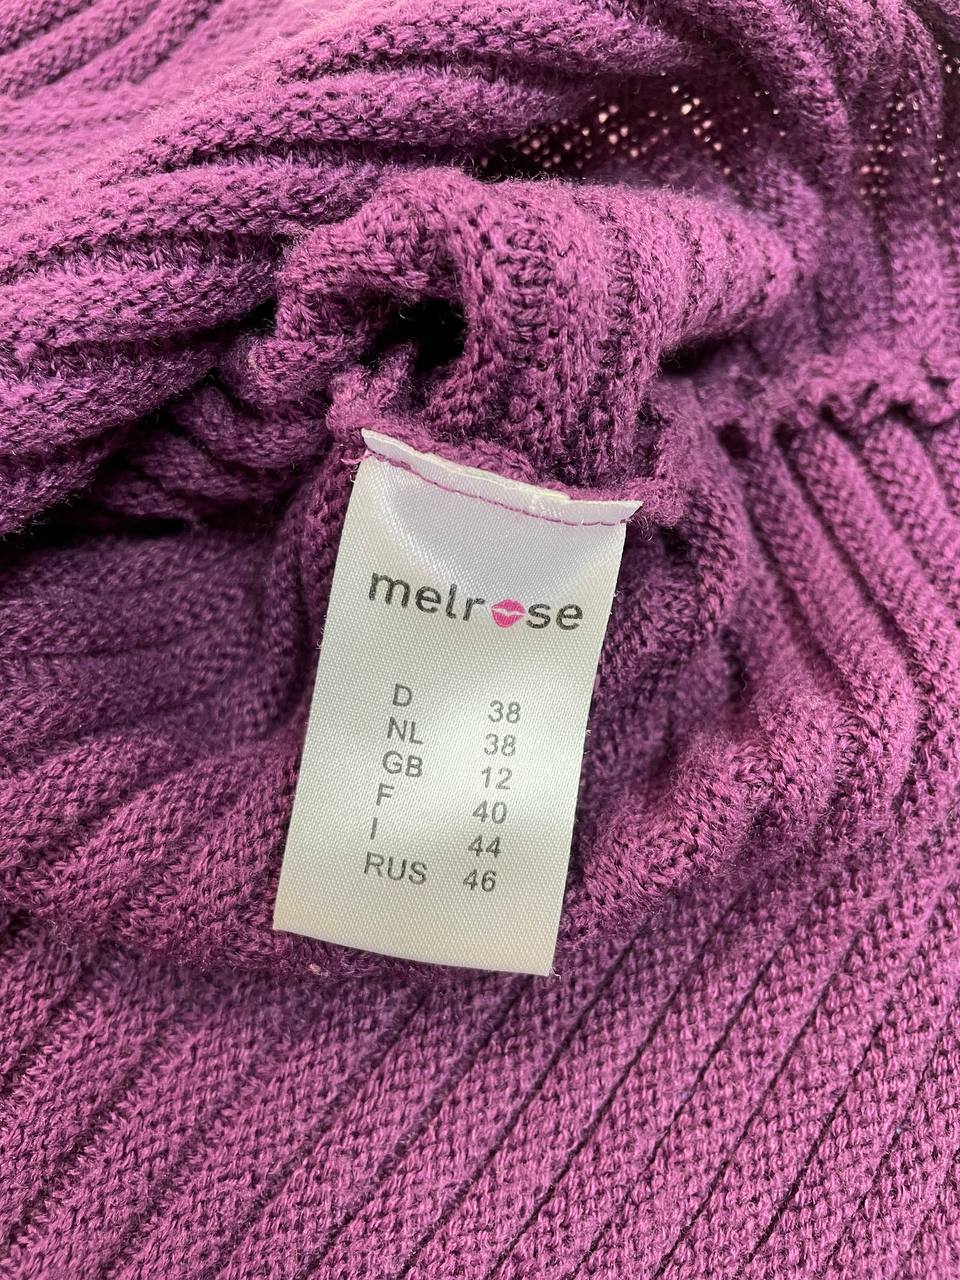 melrose
D 38
NL 38
GB 12
F 40
I 44
RUS 46